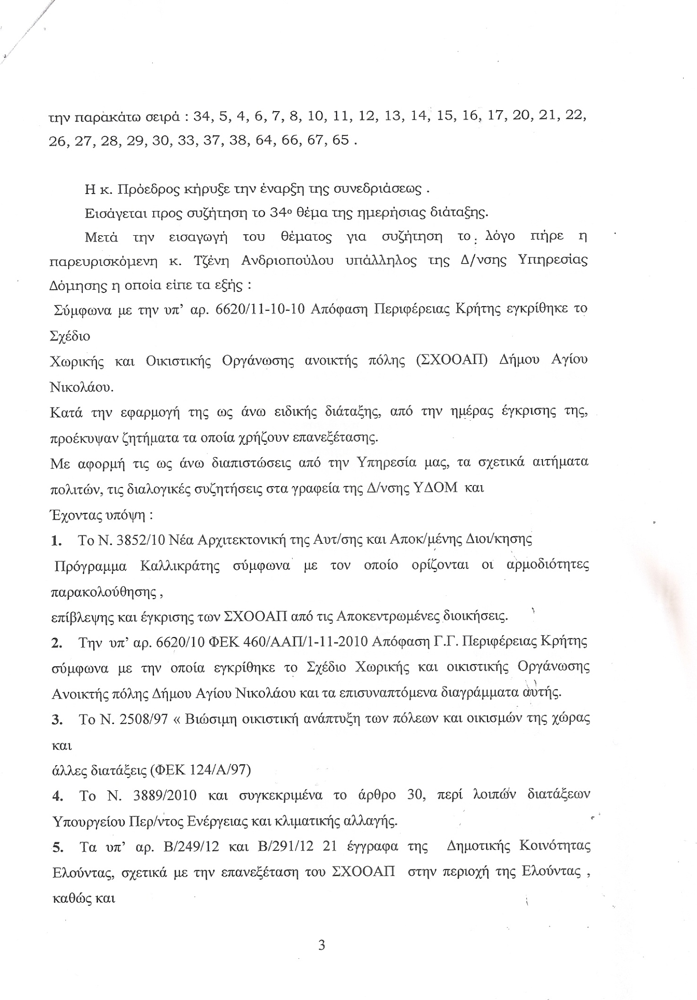 την παρακάτω σειρά : 34, 5, 4, 6, 7, 8, 10, 11, 12, 13, 14, 15, 16, 17, 20, 21, 22,
26, 27, 28, 29, 30, 33, 37, 38, 64, 66, 67, 65 .
Η κ. Πρόεδρος κήρυξε την έναρξη της συνεδριάσεως .
Εισάγεται προς συζήτηση το 34ο θέμα της ημερήσιας διάταξης.
Μετά την εισαγωγή του θέματος για συζήτηση το λόγο πήρε η
παρευρισκόμενη κ. Τζένη Ανδριοπούλου υπάλληλος της Δ/νσης Υπηρεσίας
Δόμησης η οποία είπε τα εξής :
Σύμφωνα με την υπ’ αρ. 6620/11-10-10 Απόφαση Περιφέρειας Κρήτης εγκρίθηκε το
Σχέδιο
Χωρικής και Οικιστικής Οργάνωσης ανοικτής πόλης (ΣΧΟΟΑΠ) Δήμου Αγίου
Νικολάου.
Κατά την εφαρμογή της ως άνω ειδικής διάταξης, από την ημέρας έγκρισης της,
προέκυψαν ζητήματα τα οποία χρήζουν επανεξέτασης.
Με αφορμή τις ως άνω διαπιστώσεις από την Υπηρεσία μας, τα σχετικά αιτήματα
πολιτών, τις διαλογικές συζητήσεις στα γραφεία της Δ/νσης ΥΔΟΜ και
Έχοντας υπόψη :
1. Το Ν. 3852/10 Νέα Αρχιτεκτονική της Αυτ/σης και Αποκ/μένης Διοι/κησης
Πρόγραμμα Καλλικράτης σύμφωνα με τον οποίο ορίζονται οι αρμοδιότητες
παρακολούθησης ,
επίβλεψης και έγκρισης των ΣΧΟΟΑΠ από τις Αποκεντρωμένες διοικήσεις.
2. Την υπ’ αρ. 6620/10 ΦΕΚ 460/ΑΑΠ/1-11-2010 Απόφαση Γ.Γ. Περιφέρειας Κρήτης
σύμφωνα με την οποία εγκρίθηκε το Σχέδιο Χωρικής και οικιστικής Οργάνωσης
Ανοικτής πόλης Δήμου Αγίου Νικολάου και τα επισυναπτόμενα διαγράμματα αυτής.
3. Το Ν. 2508/97 « Βιώσιμη οικιστική ανάπτυξη των πόλεων και οικισμών της χώρας
και
άλλες διατάξεις (ΦΕΚ 124/Α/97)
4. Το Ν. 3889/2010 και συγκεκριμένα το άρθρο 30, περί λοιπών διατάξεων
Υπουργείου Περ/ντος Ενέργειας και κλιματικής αλλαγής.
5. Τα υπ’ αρ. Β/249/12 και Β/291/12 21 έγγραφα της Δημοτικής Κοινότητας
Ελούντας, σχετικά με την επανεξέταση του ΣΧΟΟΑΠ στην περιοχή της Ελούντας ,
καθώς και
3